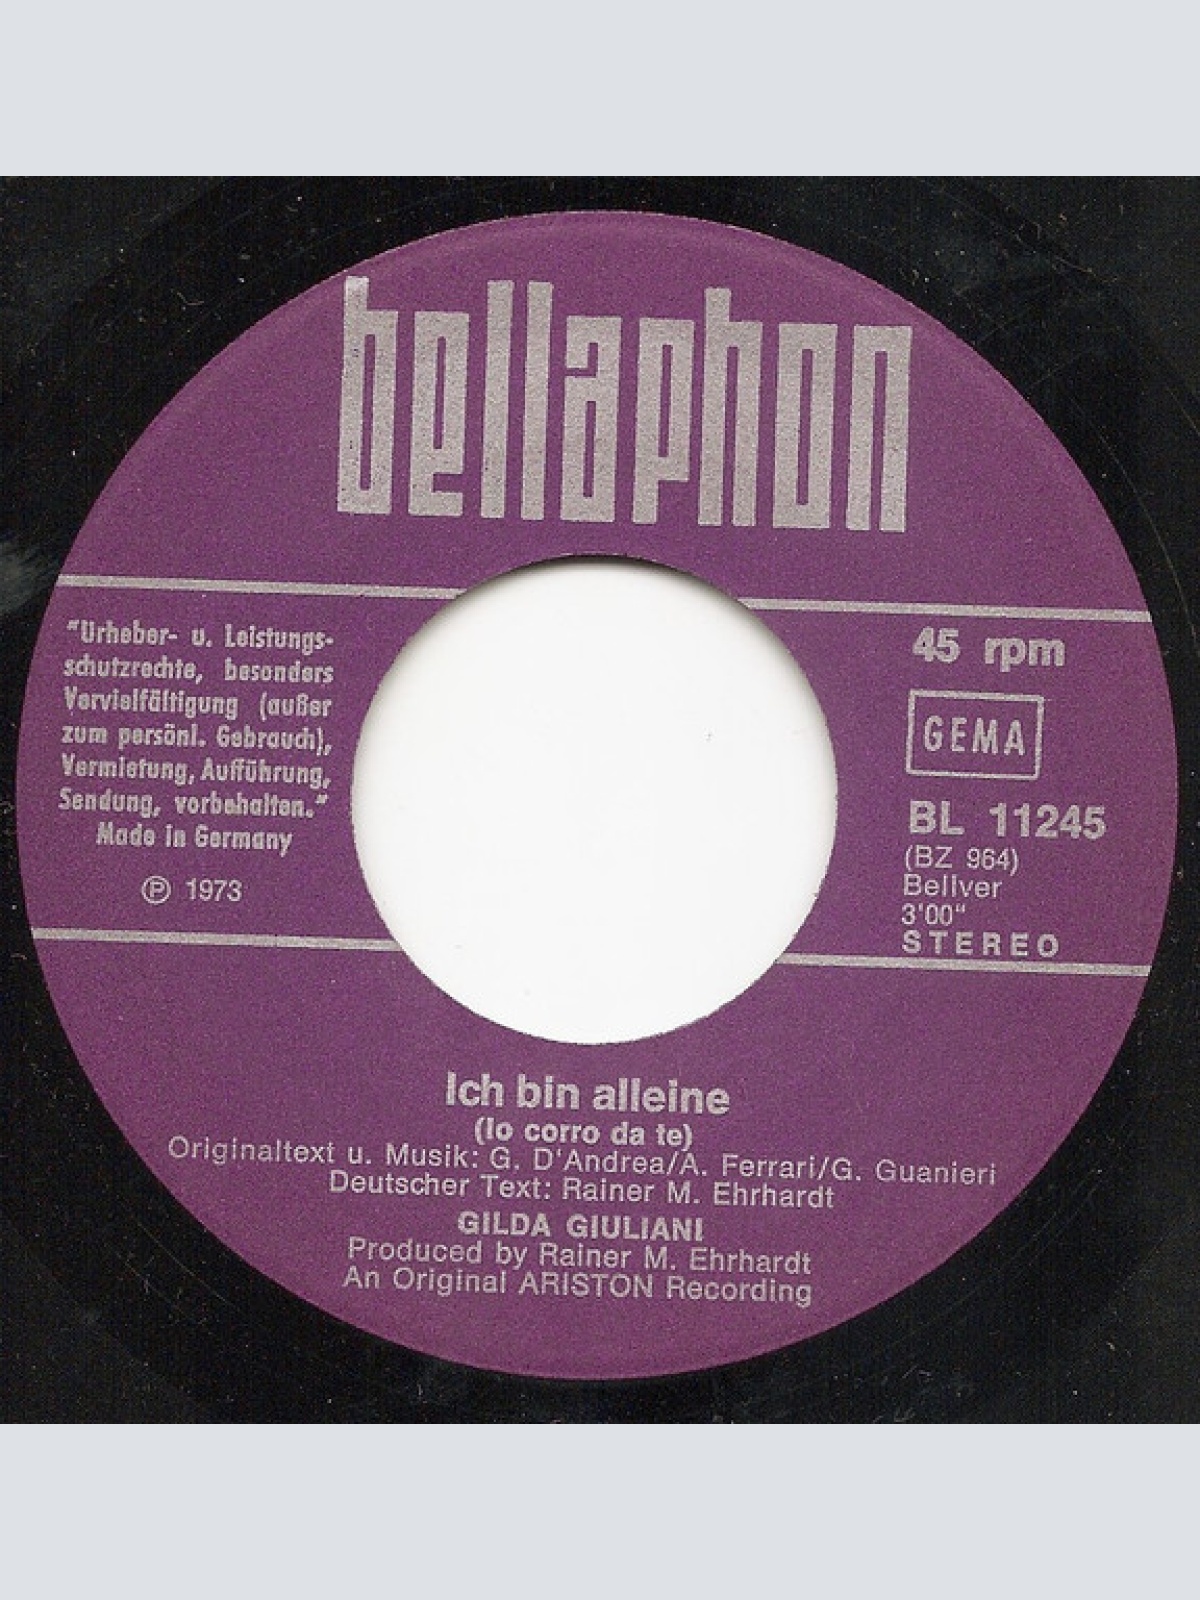 bellaphon
"Urheber- u. Leistungs-
schutzrechte, besonders
Vervielfältigung (außer
zum persönl. Gebrauch),
Vermietung, Aufführung,
Sendung, vorbehalten."
Made in Germany
℗ 1973
45 rpm
GEMA
BL 11245
(BZ 964)
Bellver
3'00"
STEREO
Ich bin alleine
(Io corro da te)
Originaltext u. Musik: G. D'Andrea/A. Ferrari/G. Guanieri
Deutscher Text: Rainer M. Ehrhardt
GILDA GIULIANI
Produced by Rainer M. Ehrhardt
An Original ARISTON Recording